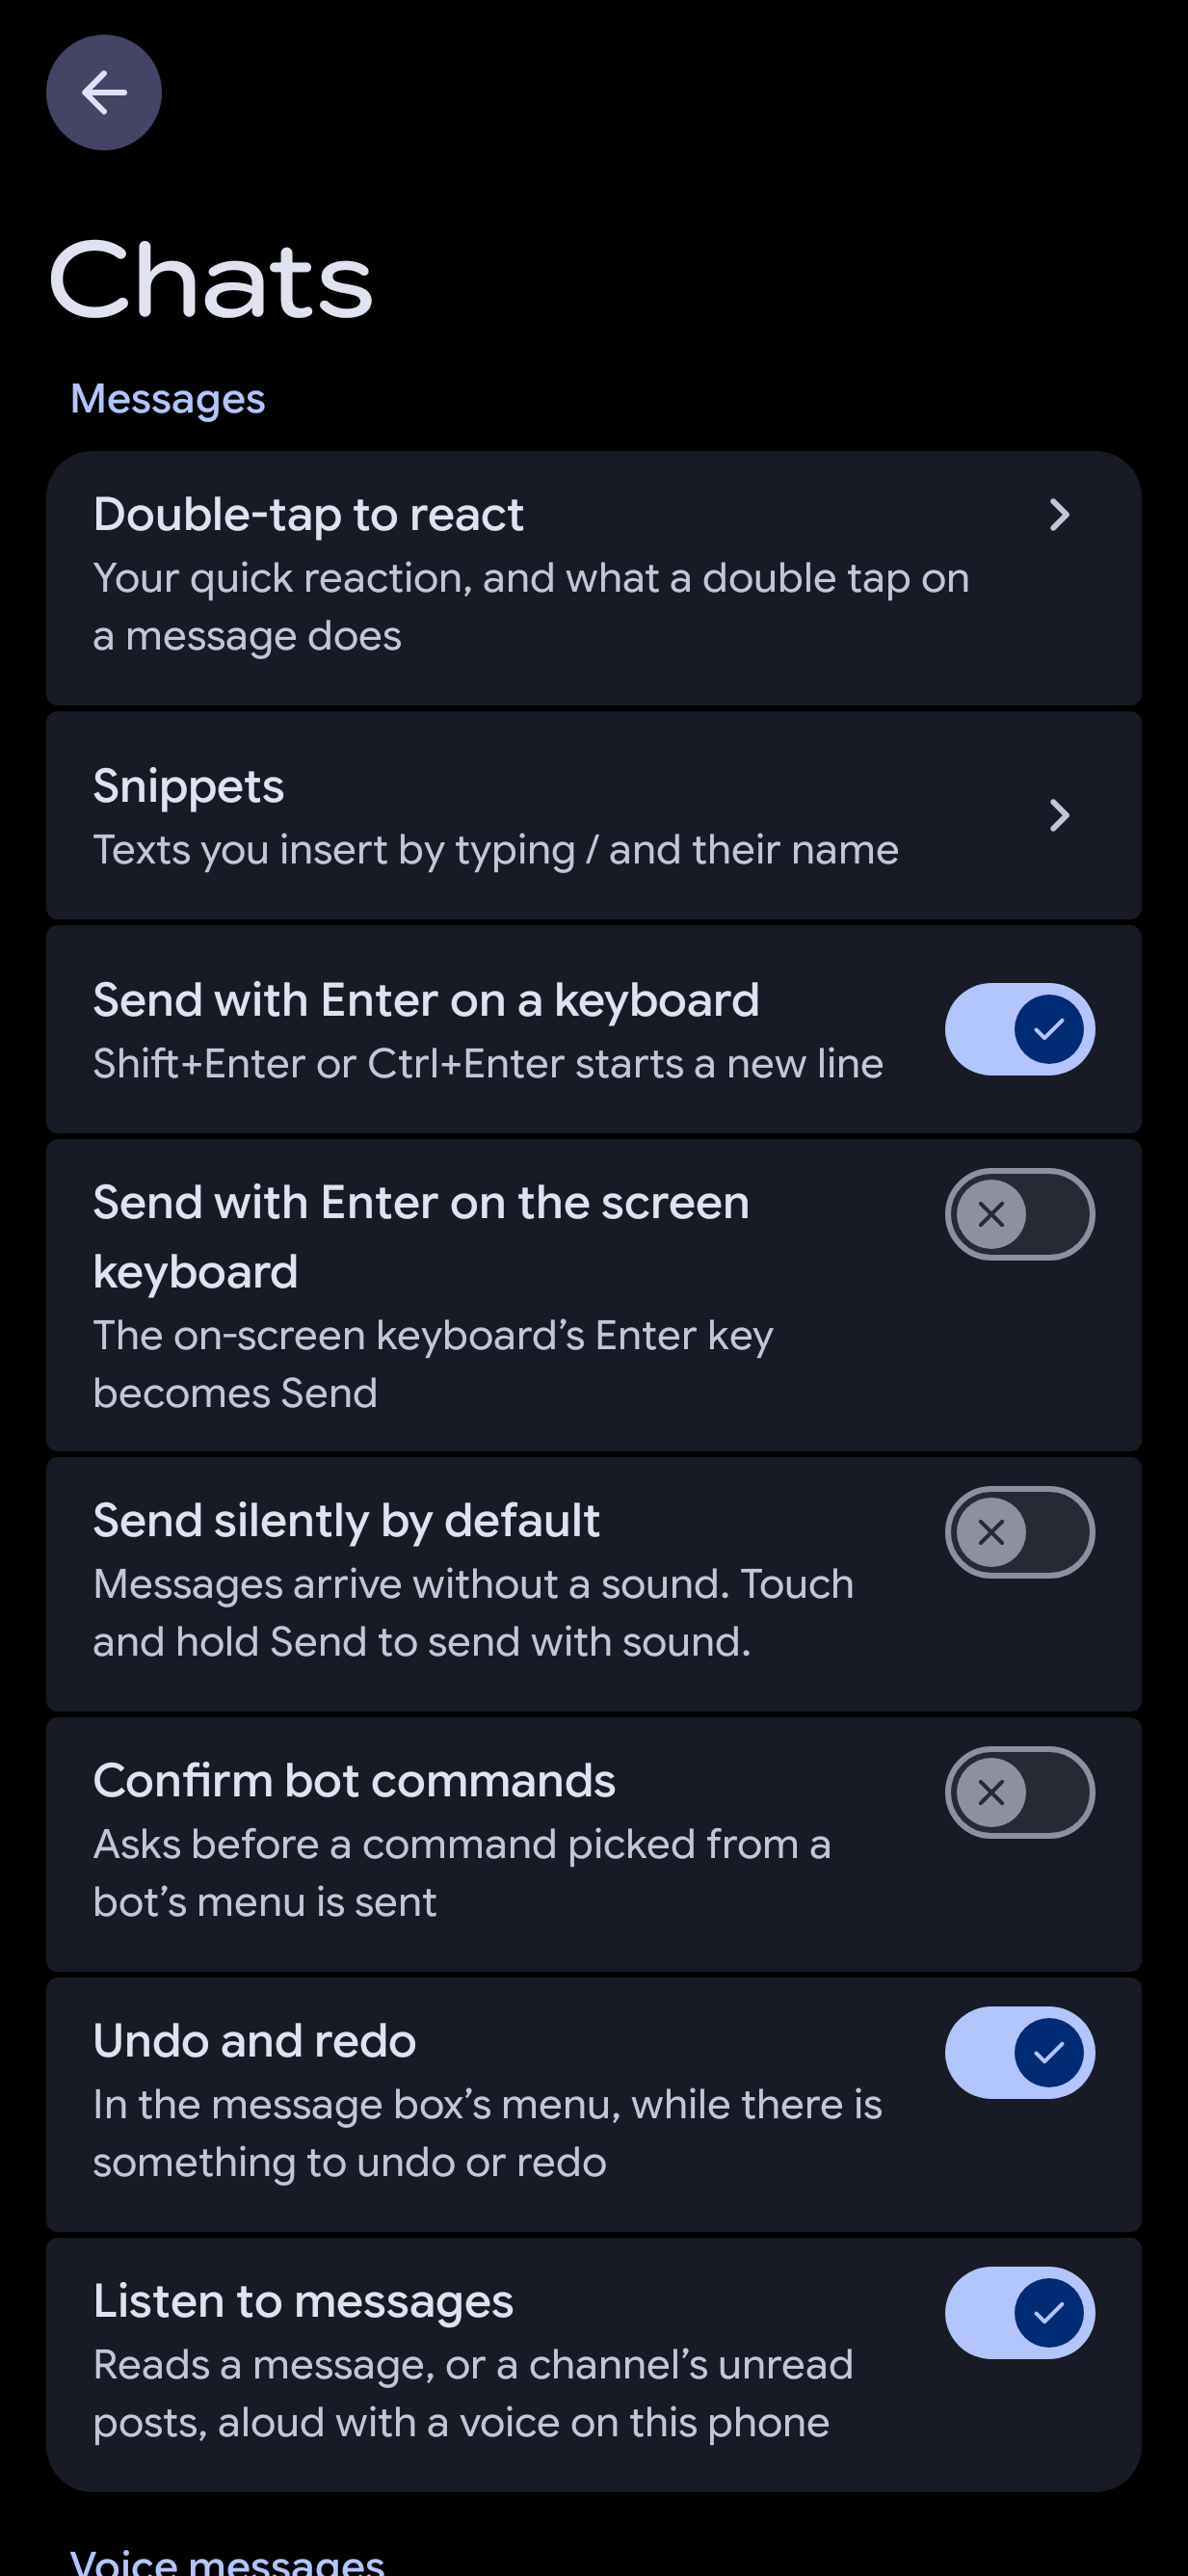 Chats
Messages
Double-tap to react
Your quick reaction, and what a double tap on
a message does
Snippets
Texts you insert by typing / and their name
Send with Enter on a keyboard
Shift+Enter or Ctrl+Enter starts a new line
Send with Enter on the screen
keyboard
The on-screen keyboard’s Enter key
becomes Send
Send silently by default
Messages arrive without a sound. Touch
and hold Send to send with sound.
Confirm bot commands
Asks before a command picked from a
bot’s menu is sent
Undo and redo
In the message box’s menu, while there is
something to undo or redo
Listen to messages
Reads a message, or a channel’s unread
posts, aloud with a voice on this phone
Voice messages